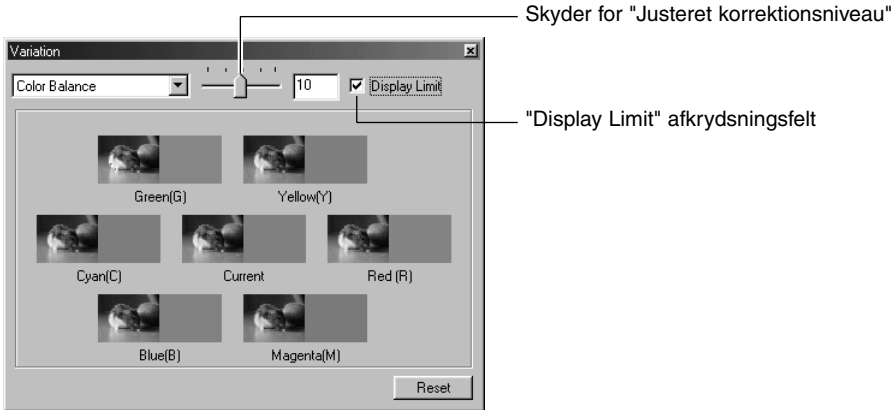 Skyder for "Justeret korrektionsniveau"
Variation
Color Balance
10
Display Limit
"Display Limit" afkrydsningsfelt
Green(G)
Yellow(Y)
Cyan(C)
Current
Red (R)
Blue(B)
Magenta(M)
Reset